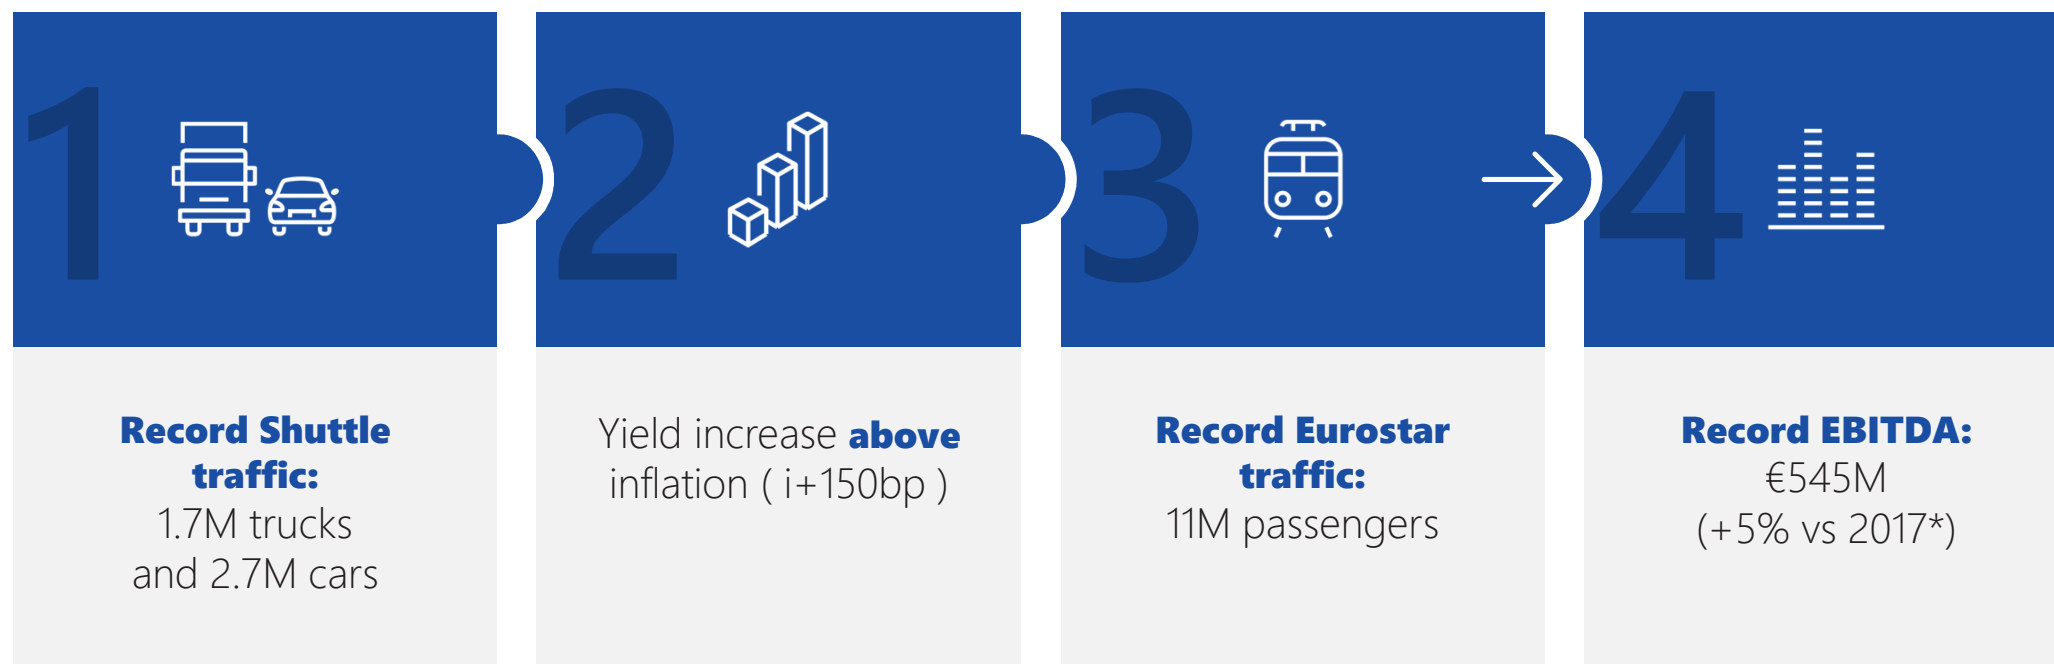 1
Record Shuttle
traffic:
1.7M trucks
and 2.7M cars
2
Yield increase above
inflation ( i+150bp )
3
Record Eurostar
traffic:
11M passengers
4
Record EBITDA:
€545M
(+5% vs 2017*)